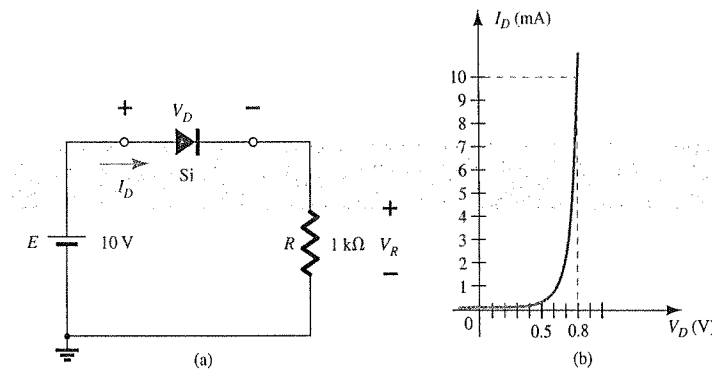 + V_D −
I_D
Si
E 10 V
R 1 kΩ
+
V_R
−
(a)
I_D (mA)
10
9
8
7
6
5
4
3
2
1
0
0.5 0.8 V_D (V)
(b)